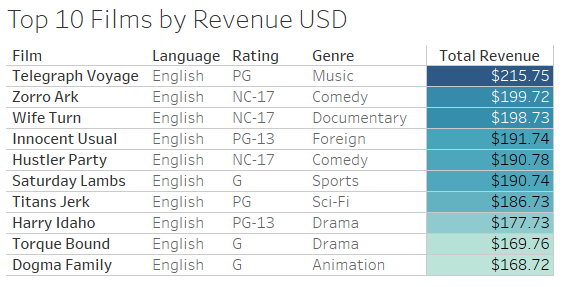 Top 10 Films by Revenue USD
Film Language Rating Genre Total Revenue
Telegraph Voyage English PG Music $215.75
Zorro Ark English NC-17 Comedy $199.72
Wife Turn English NC-17 Documentary $198.73
Innocent Usual English PG-13 Foreign $191.74
Hustler Party English NC-17 Comedy $190.78
Saturday Lambs English G Sports $190.74
Titans Jerk English PG Sci-Fi $186.73
Harry Idaho English PG-13 Drama $177.73
Torque Bound English G Drama $169.76
Dogma Family English G Animation $168.72